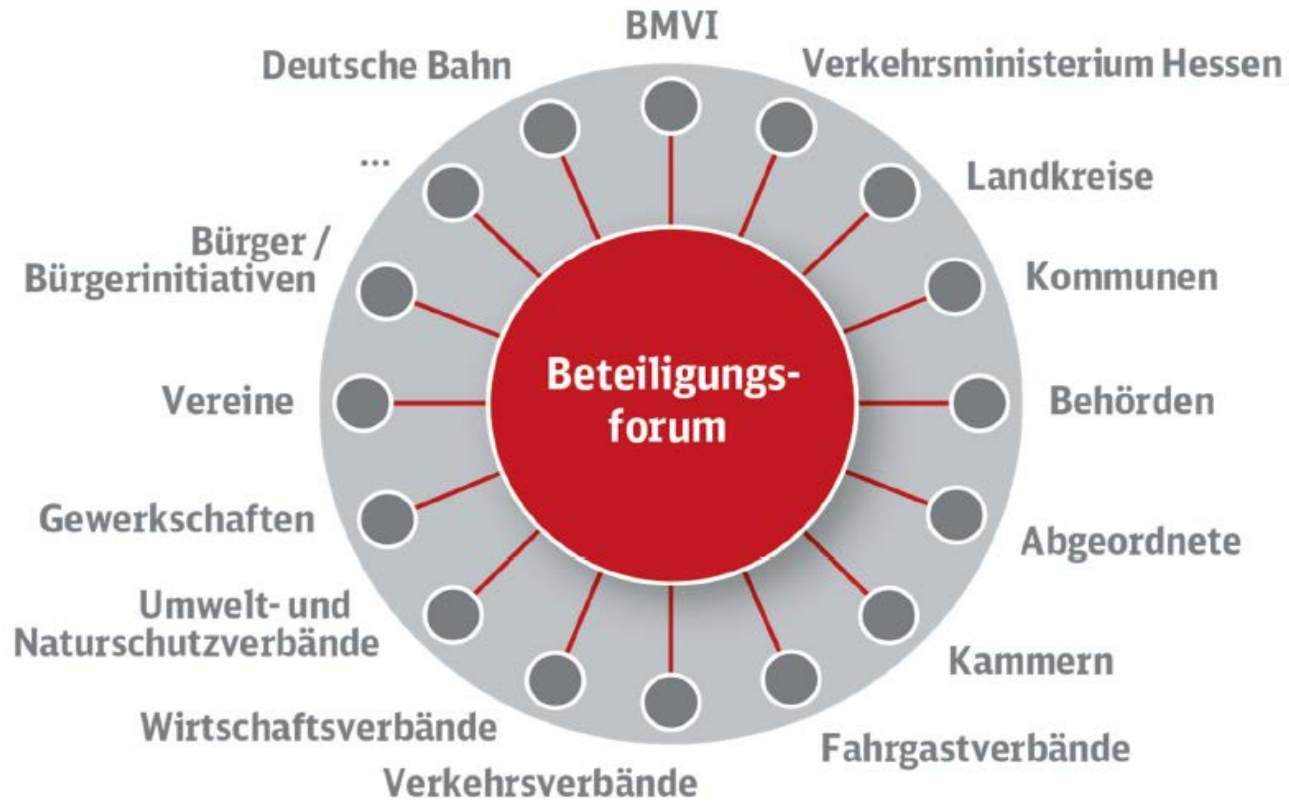 BMVI
Verkehrsministerium Hessen
Landkreise
Kommunen
Behörden
Abgeordnete
Kammern
Fahrgastverbände
Verkehrsverbände
Wirtschaftsverbände
Umwelt- und
Naturschutzverbände
Gewerkschaften
Vereine
Bürger /
Bürgerinitiativen
...
Deutsche Bahn
Beteiligungs-
forum